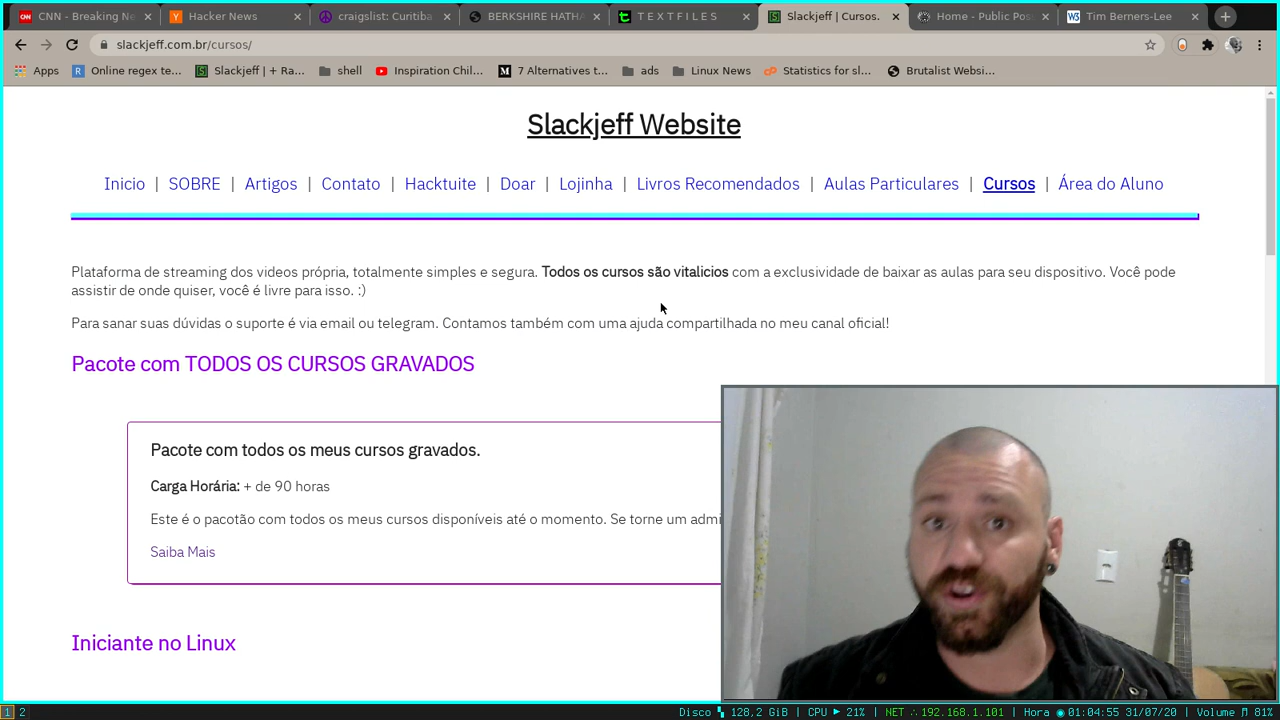 CNN - Breaking Ne
Hacker News
craigslist: Curitiba
BERKSHIRE HATHA
T E X T F I L E S
Slackjeff | Cursos.
Home - Public Pos
Tim Berners-Lee
slackjeff.com.br/cursos/
Apps
Online regex te...
Slackjeff | + Ra...
shell
Inspiration Chil...
7 Alternatives t...
ads
Linux News
Statistics for sl...
Brutalist Websi...
Slackjeff Website
Inicio | SOBRE | Artigos | Contato | Hacktuite | Doar | Lojinha | Livros Recomendados | Aulas Particulares | Cursos | Área do Aluno
Plataforma de streaming dos videos própria, totalmente simples e segura. Todos os cursos são vitalicios com a exclusividade de baixar as aulas para seu dispositivo. Você pode
assistir de onde quiser, você é livre para isso. :)
Para sanar suas dúvidas o suporte é via email ou telegram. Contamos também com uma ajuda compartilhada no meu canal oficial!
Pacote com TODOS OS CURSOS GRAVADOS
Pacote com todos os meus cursos gravados.
Carga Horária: + de 90 horas
Este é o pacotão com todos os meus cursos disponíveis até o momento. Se torne um admi
Saiba Mais
Iniciante no Linux
1 2
Disco 128,2 GiB | CPU ► 21% | NET ∴ 192.168.1.101 | Hora ◉ 01:04:55 31/07/20 | Volume 81%